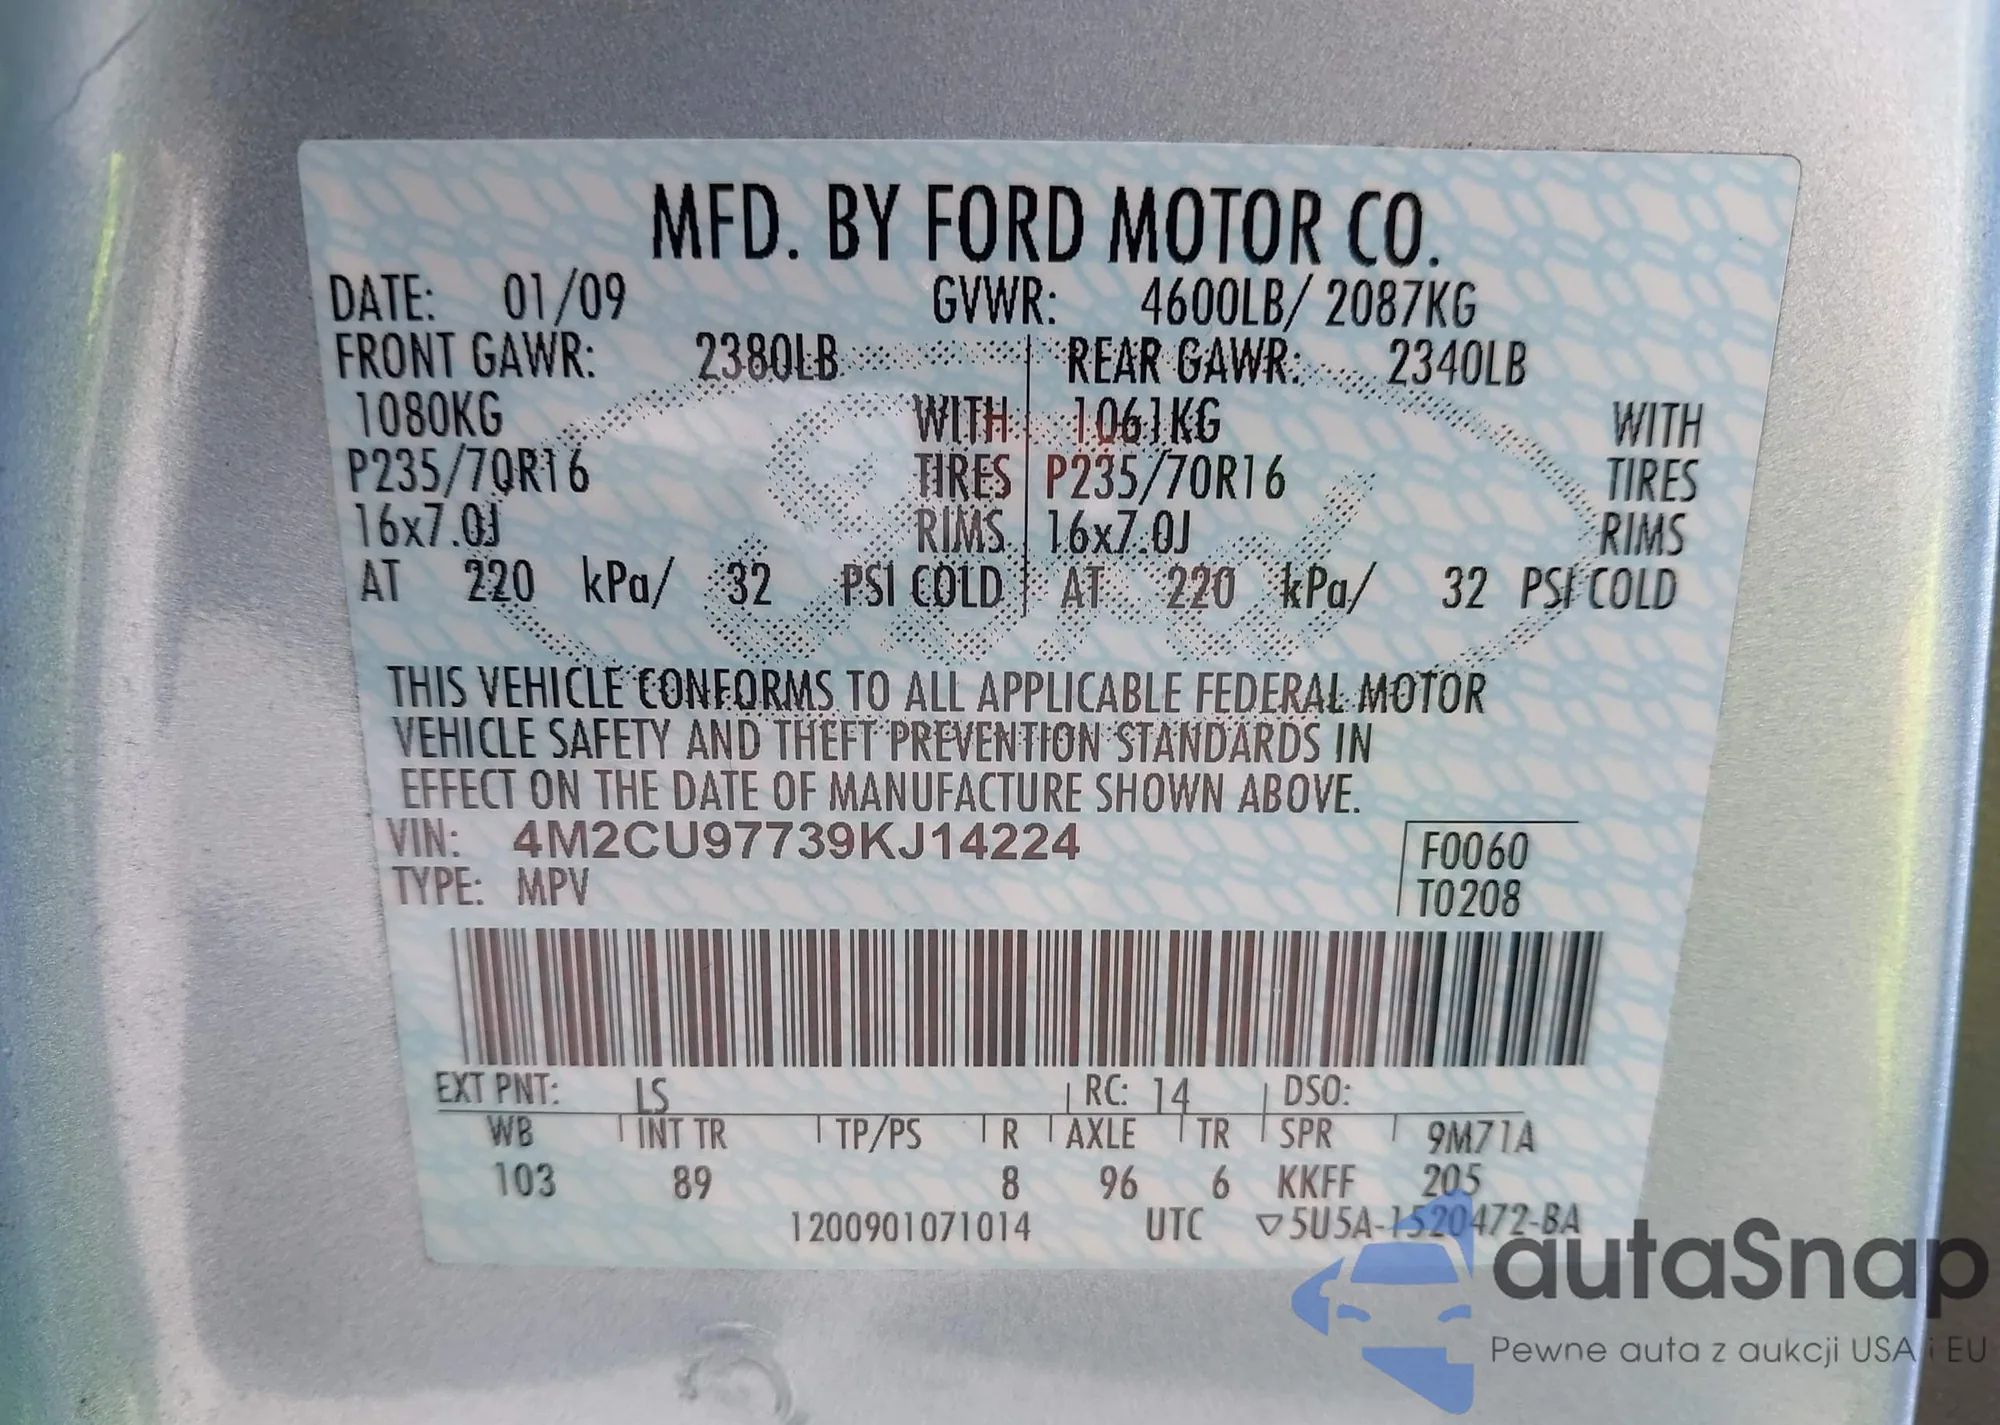 MFD. BY FORD MOTOR CO.
DATE: 01/09 GVWR: 4600LB/ 2087KG
FRONT GAWR: 2380LB REAR GAWR: 2340LB
1080KG WITH 1061KG WITH
P235/70R16 TIRES P235/70R16 TIRES
16x7.0J RIMS 16x7.0J RIMS
AT 220 kPa/ 32 PSI COLD AT 220 kPa/ 32 PSI COLD
THIS VEHICLE CONFORMS TO ALL APPLICABLE FEDERAL MOTOR
VEHICLE SAFETY AND THEFT PREVENTION STANDARDS IN
EFFECT ON THE DATE OF MANUFACTURE SHOWN ABOVE.
VIN: 4M2CU97739KJ14224 F0060
TYPE: MPV T0208
EXT PNT: LS RC: 14 DSO:
WB INT TR TP/PS R AXLE TR SPR 9M71A
103 89 8 96 6 KKFF 205
1200901071014 UTC ▽5U5A-1520472-BA
autaSnap
Pewne auta z aukcji USA i EU